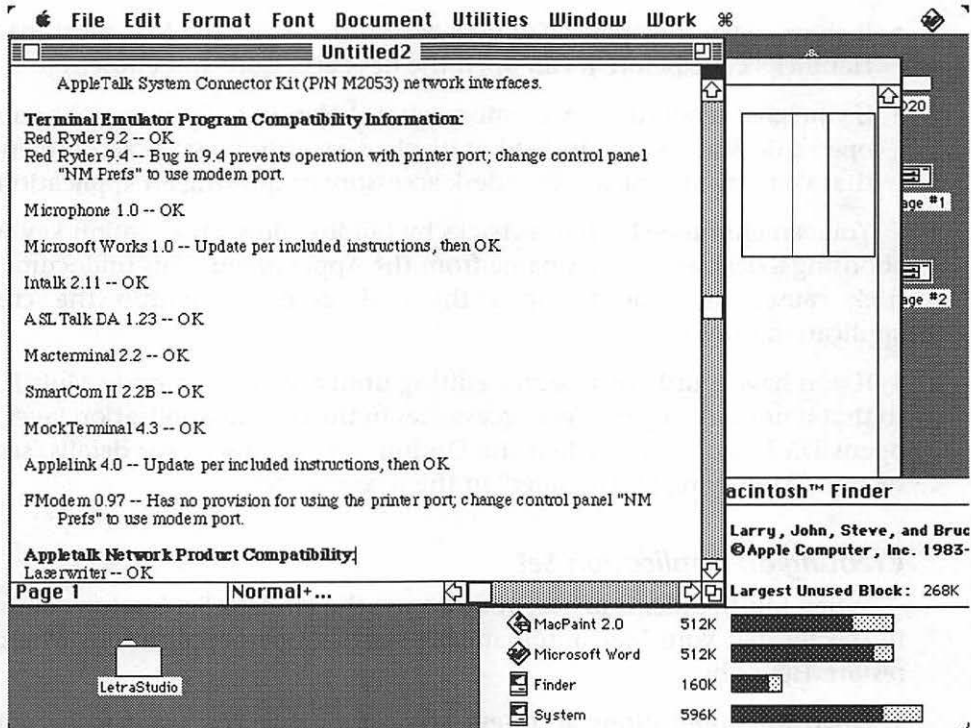 File Edit Format Font Document Utilities Window Work ⌘
Untitled2
AppleTalk System Connector Kit (P/N M2053) network interfaces.
Terminal Emulator Program Compatibility Information:
Red Ryder 9.2 -- OK
Red Ryder 9.4 -- Bug in 9.4 prevents operation with printer port; change control panel
"NM Prefs" to use modem port.
Microphone 1.0 -- OK
Microsoft Works 1.0 -- Update per included instructions, then OK
Intalk 2.11 -- OK
ASL Talk DA 1.23 -- OK
Macterminal 2.2 -- OK
SmartCom II 2.2B -- OK
MockTerminal 4.3 -- OK
Applelink 4.0 -- Update per included instructions, then OK
FModem 0.97 -- Has no provision for using the printer port; change control panel "NM
Prefs" to use modem port.
Appletalk Network Product Compatibility:
Laserwriter -- OK
Page 1 Normal+...
020
age #1
age #2
acintosh™ Finder
Larry, John, Steve, and Bruc
©Apple Computer, Inc. 1983-
Largest Unused Block: 268K
MacPaint 2.0 512K
Microsoft Word 512K
Finder 160K
System 596K
LetraStudio